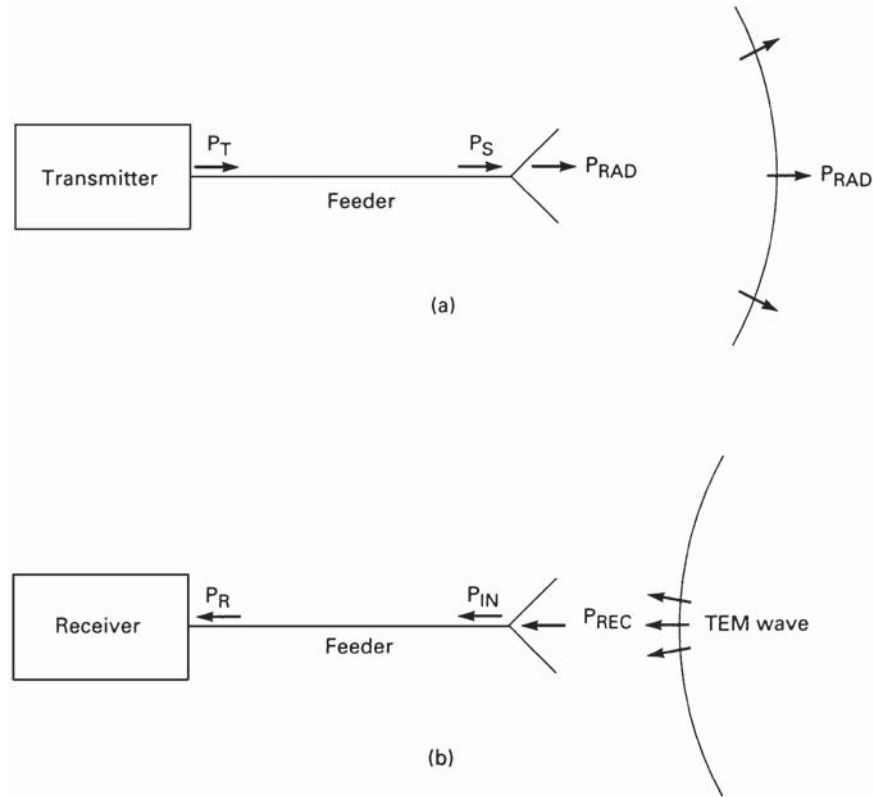 P_T
P_S
P_RAD
P_RAD
Transmitter
Feeder
(a)
P_R
P_IN
P_REC
TEM wave
Receiver
Feeder
(b)